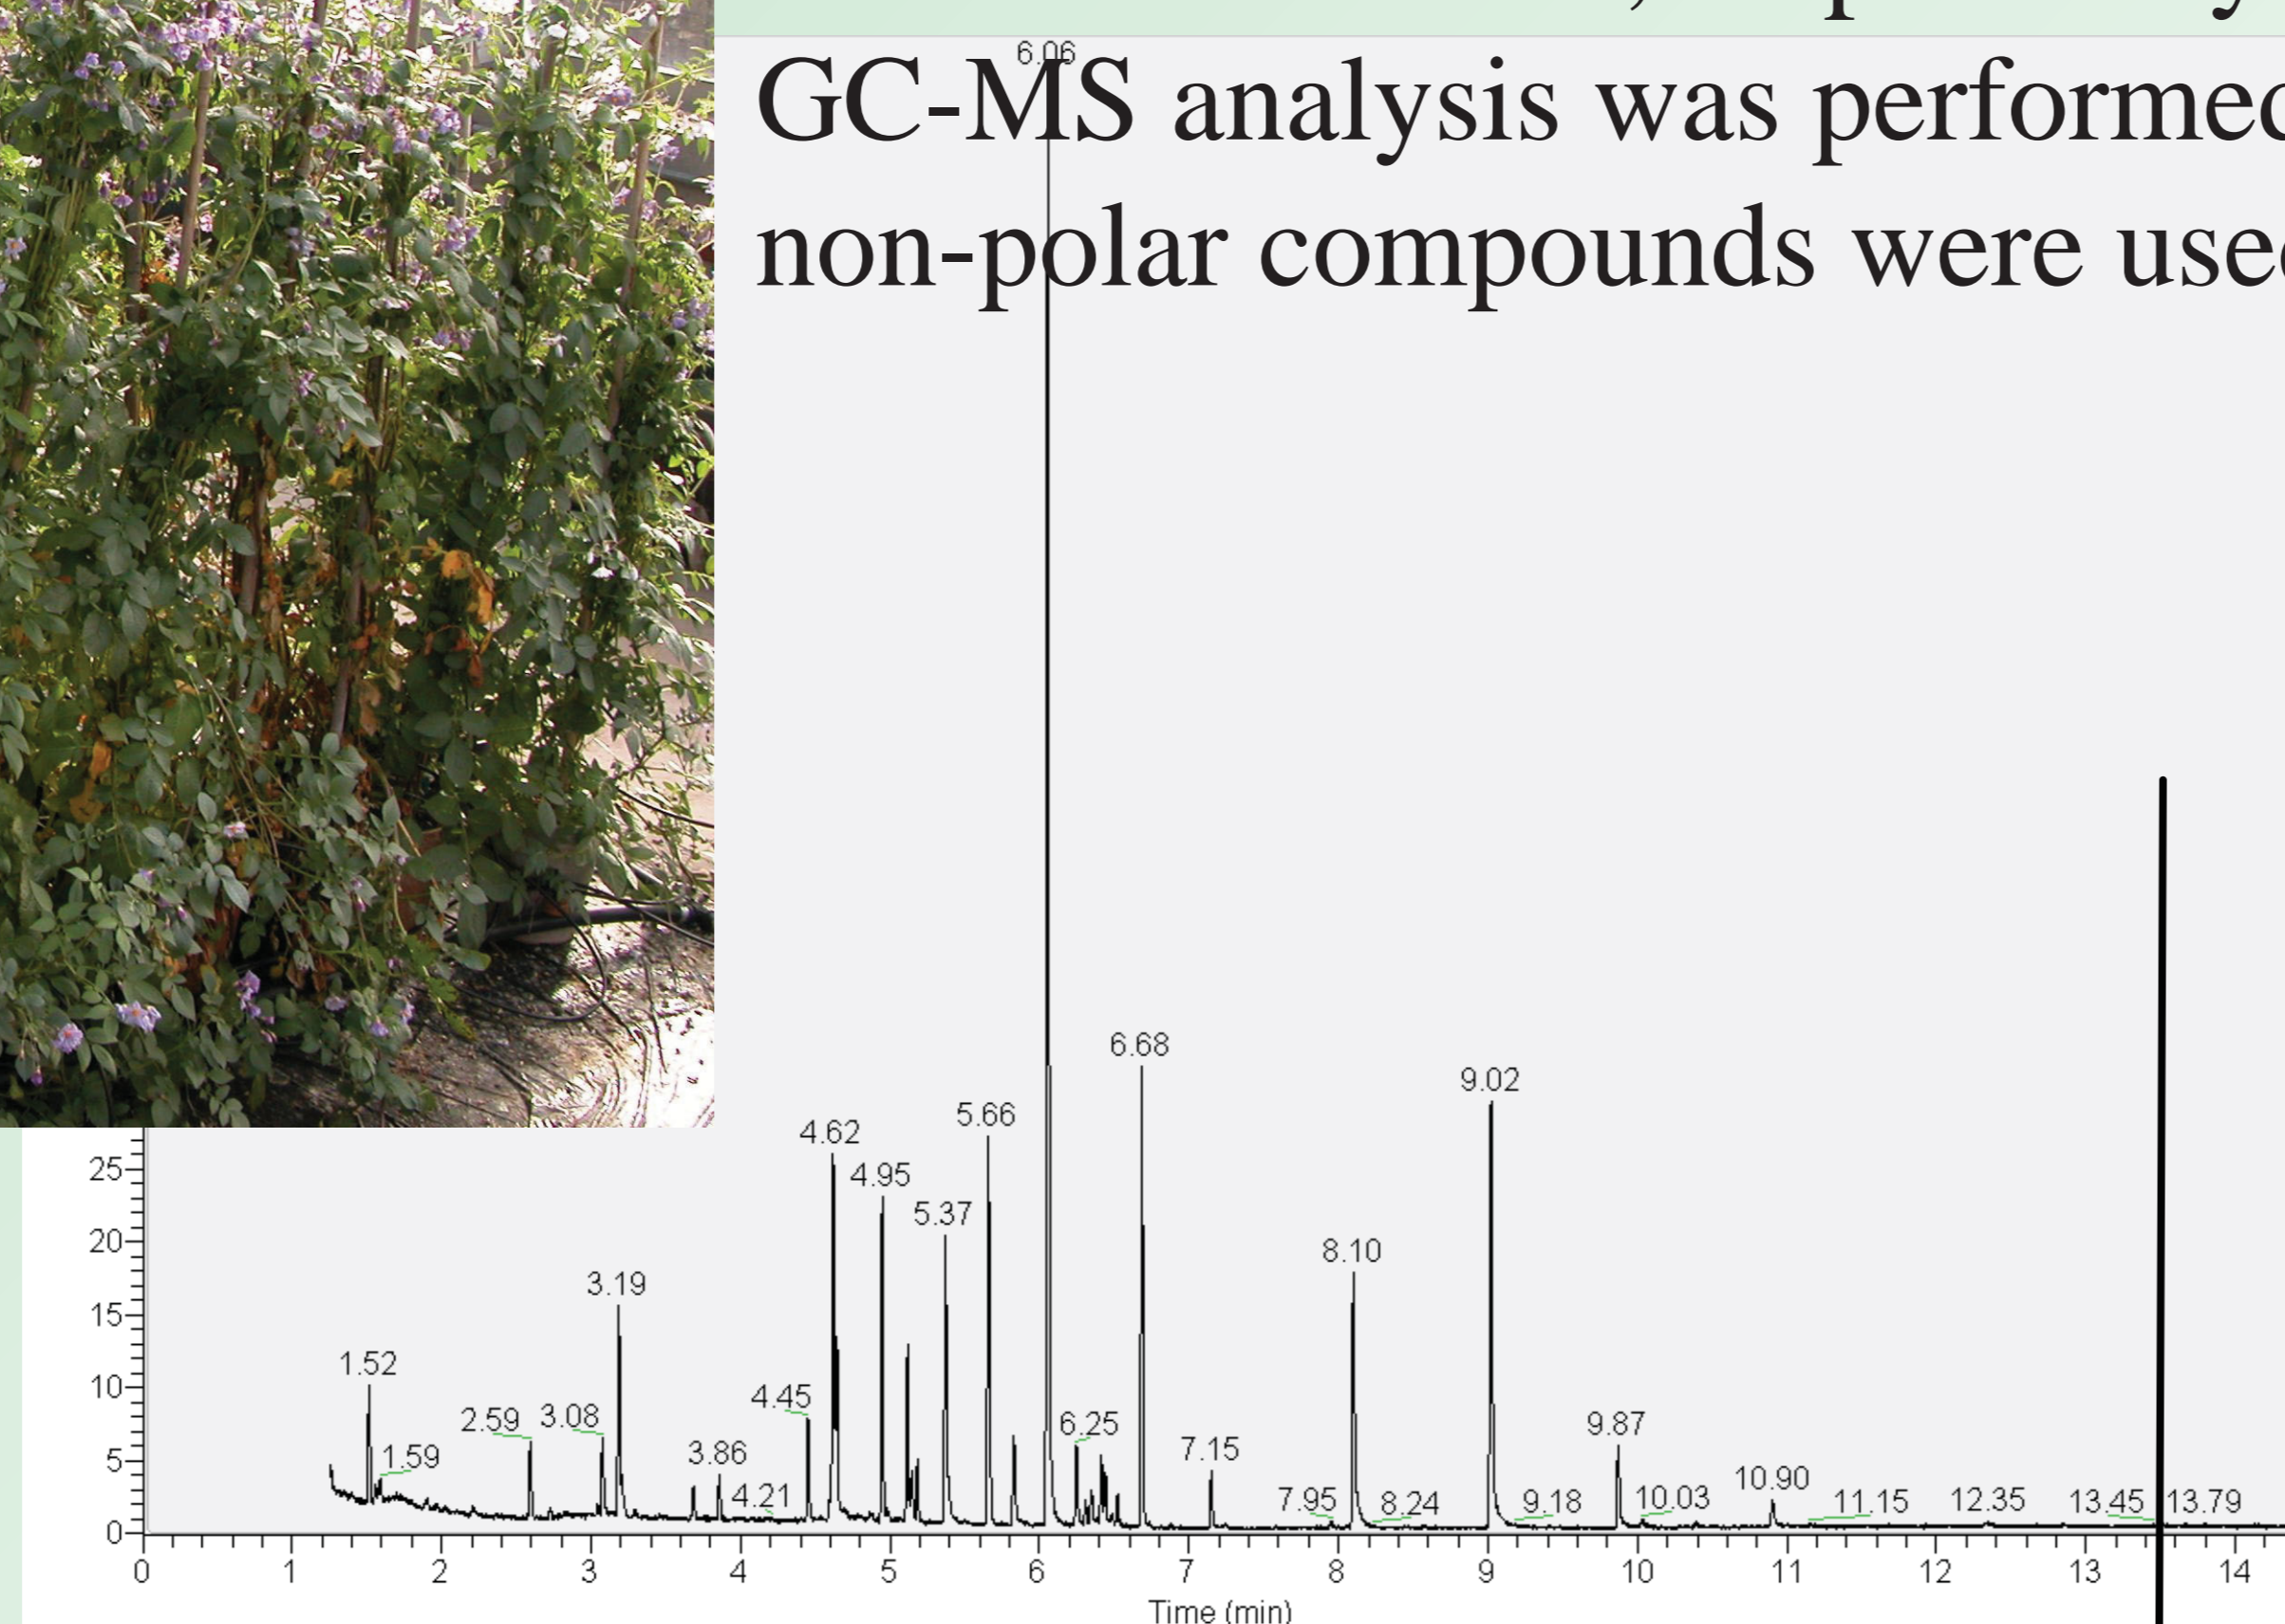 GC-MS analysis was performed
non-polar compounds were used
6.06
6.68
9.02
5.66
4.62
4.95
5.37
8.10
3.19
1.52
4.45
2.59 3.08 6.25 9.87
1.59 3.86 7.15
10.90
4.21 7.95 8.24 9.18 10.03 11.15 12.35 13.45 13.79
25
20
15
10
5
0
0 1 2 3 4 5 6 7 8 9 10 11 12 13 14
Time (min)